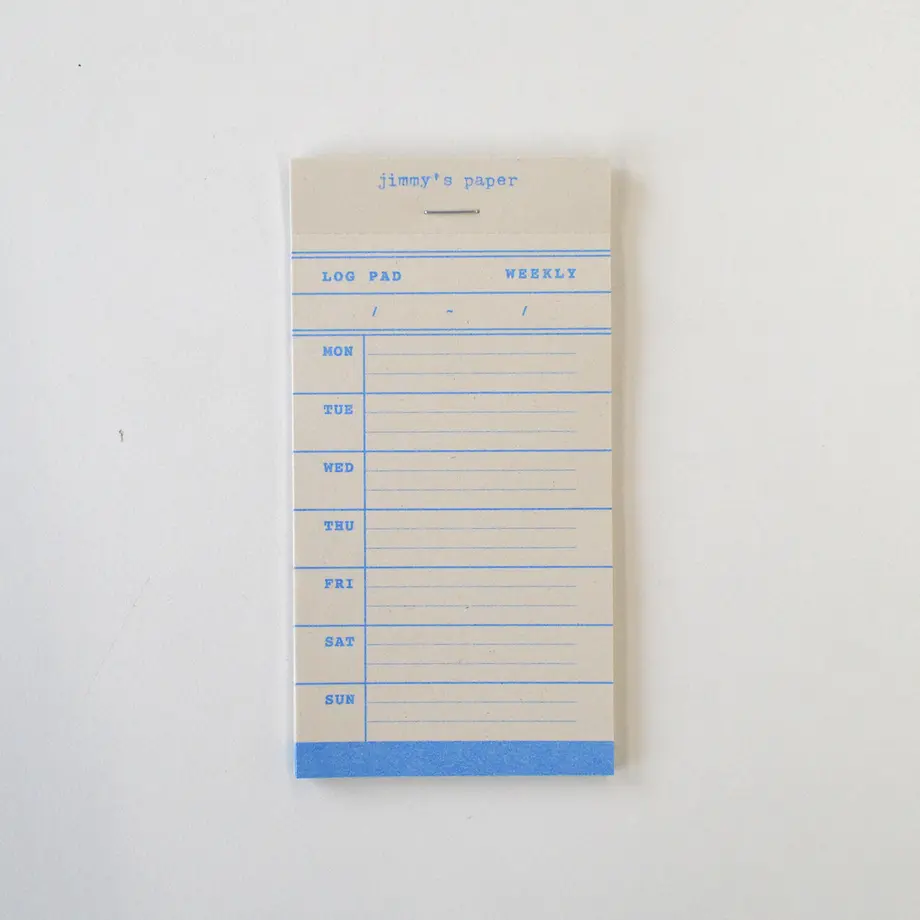 jimmy's paper
LOG PAD WEEKLY
/ ~ /
MON
TUE
WED
THU
FRI
SAT
SUN